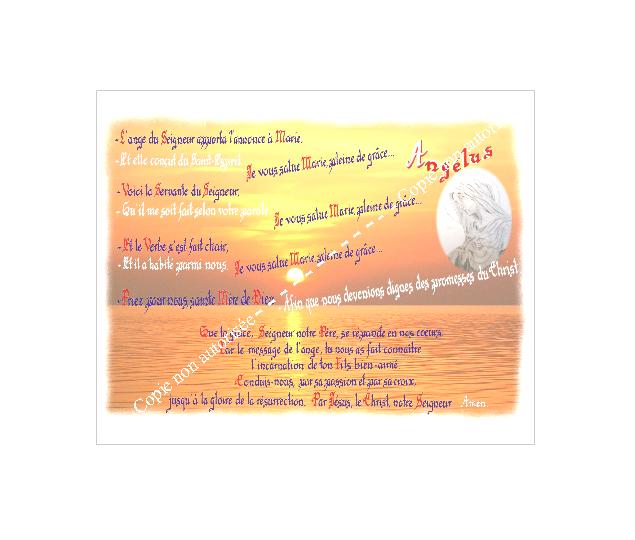 Angelus
- L'ange du Seigneur apporta l'annonce à Marie,
- Et elle conçut du Saint-Esprit
Je vous salue Marie, pleine de grâce...
- Voici la Servante du Seigneur,
- Qu'il me soit fait selon votre parole
Je vous salue Marie, pleine de grâce...
- Et le Verbe s'est fait chair,
- Et il a habité parmi nous,
Je vous salue Marie, pleine de grâce...
- Priez pour nous, sainte Mère de Dieu,
- Afin que nous devenions dignes des promesses du Christ
Que ta grâce, Seigneur notre Père, se répande en nos coeurs.
Par le message de l'ange, tu nous as fait connaître
l'incarnation de ton Fils bien-aimé.
Conduis-nous, par sa passion et par sa croix,
jusqu'à la gloire de la résurrection. Par Jésus, le Christ, notre Seigneur Amen.
Copie non autorisée - - - - - - - Copie non autor